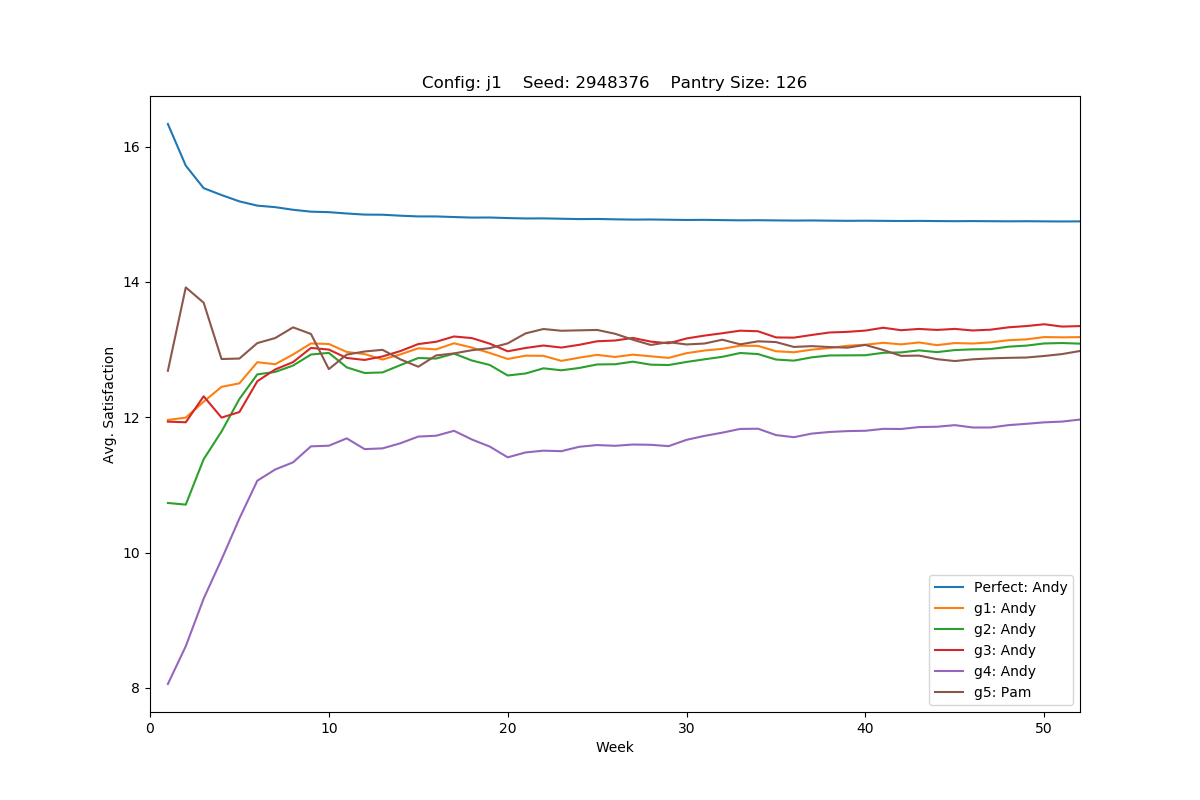 Config: j1    Seed: 2948376    Pantry Size: 126
16
14
12
10
8
Avg. Satisfaction
0
10
20
30
40
50
Week
Perfect: Andy
g1: Andy
g2: Andy
g3: Andy
g4: Andy
g5: Pam